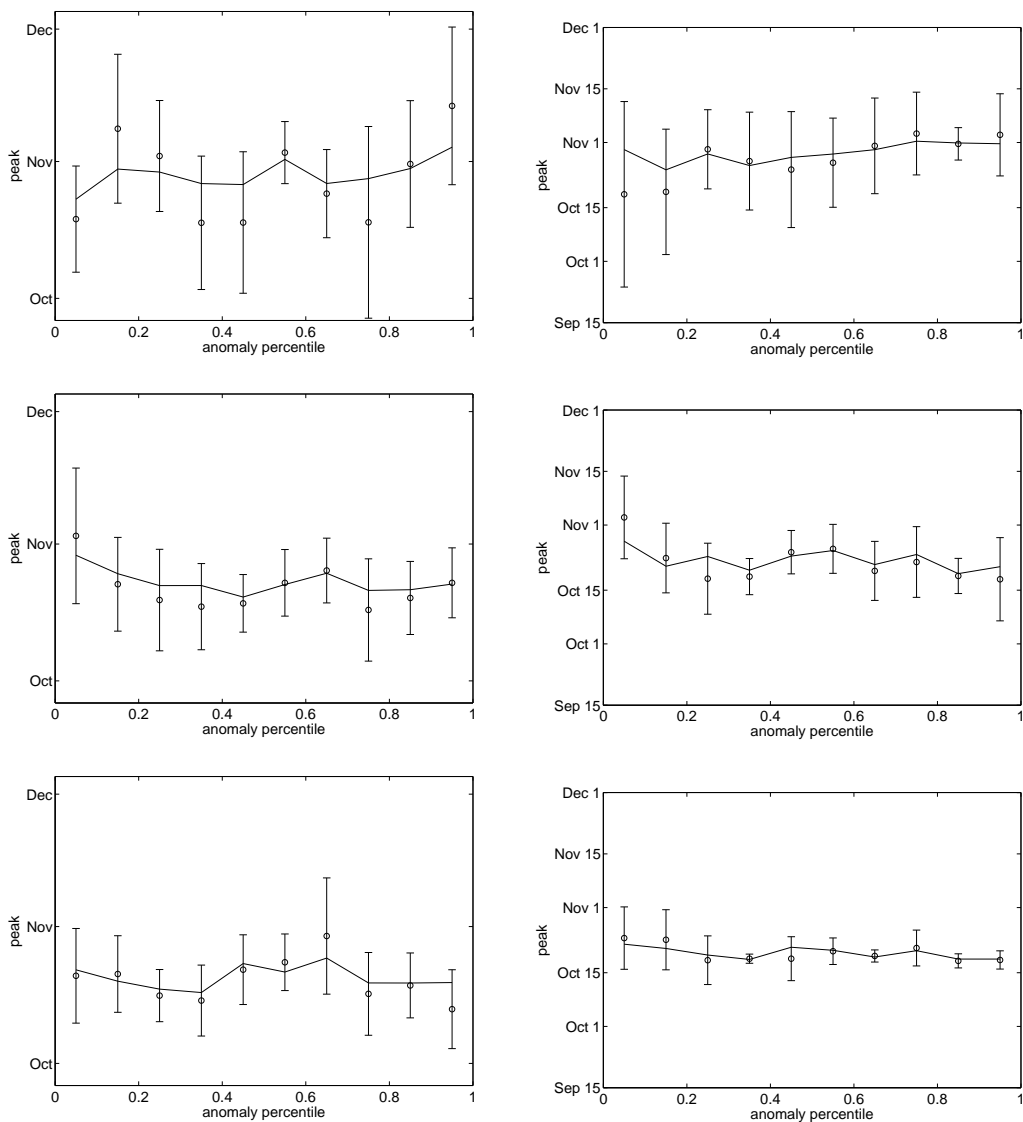 Dec
Nov
Oct
peak
0 0.2 0.4 0.6 0.8 1
anomaly percentile
Dec 1
Nov 15
Nov 1
Oct 15
Oct 1
Sep 15
peak
0 0.2 0.4 0.6 0.8 1
anomaly percentile
Dec
Nov
Oct
peak
0 0.2 0.4 0.6 0.8 1
anomaly percentile
Dec 1
Nov 15
Nov 1
Oct 15
Oct 1
Sep 15
peak
0 0.2 0.4 0.6 0.8 1
anomaly percentile
Dec
Nov
Oct
peak
0 0.2 0.4 0.6 0.8 1
anomaly percentile
Dec 1
Nov 15
Nov 1
Oct 15
Oct 1
Sep 15
peak
0 0.2 0.4 0.6 0.8 1
anomaly percentile